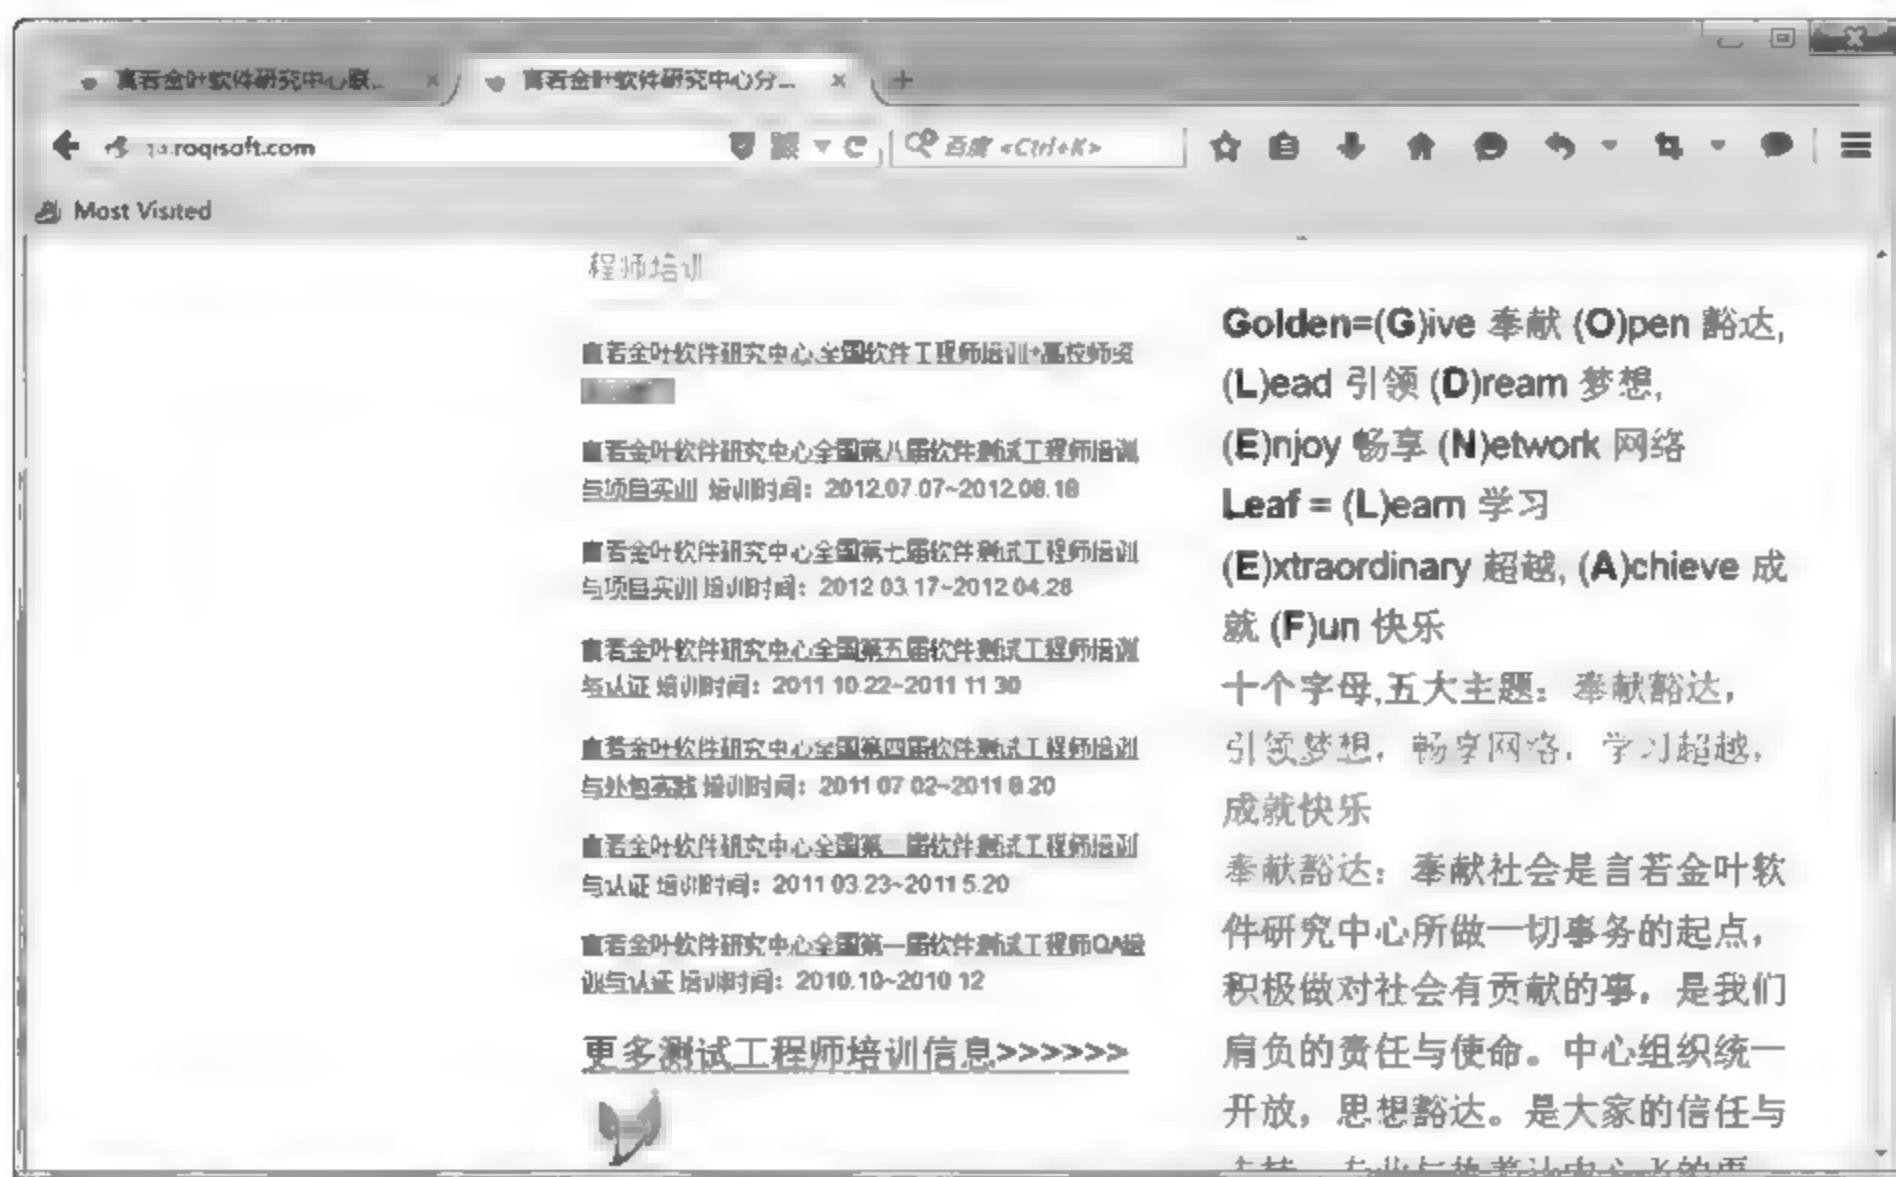 言若金叶软件研究中心联...
言若金叶软件研究中心分...
qa.roqisoft.com
百度 <Ctrl+K>
Most Visited
程师培训
言若金叶软件研究中心全国软件工程师培训+高校师资
言若金叶软件研究中心全国第八届软件测试工程师培训
与项目实训 培训时间：2012.07.07~2012.08.18
言若金叶软件研究中心全国第七届软件测试工程师培训
与项目实训 培训时间：2012.03.17~2012.04.28
言若金叶软件研究中心全国第五届软件测试工程师培训
与认证 培训时间：2011.10.22~2011.11.30
言若金叶软件研究中心全国第四届软件测试工程师培训
与外包实践 培训时间：2011.07.02~2011.8.20
言若金叶软件研究中心全国第 届软件测试工程师培训
与认证 培训时间：2011.03.23~2011.5.20
言若金叶软件研究中心全国第一届软件测试工程师QA培
训与认证 培训时间：2010.10~2010.12
更多测试工程师培训信息>>>>>>
Golden=(G)ive 奉献 (O)pen 豁达,
(L)ead 引领 (D)ream 梦想,
(E)njoy 畅享 (N)etwork 网络
Leaf = (L)earn 学习
(E)xtraordinary 超越, (A)chieve 成
就 (F)un 快乐
十个字母,五大主题：奉献豁达，
引领梦想，畅享网络，学习超越，
成就快乐
奉献豁达：奉献社会是言若金叶软
件研究中心所做一切事务的起点，
积极做对社会有贡献的事，是我们
肩负的责任与使命。中心组织统一
开放，思想豁达。是大家的信任与